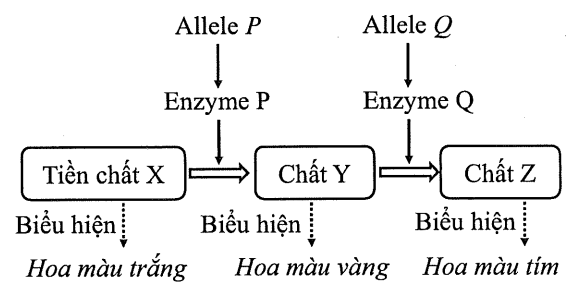 Allele P Allele Q
Enzyme P Enzyme Q
Tiền chất X Chất Y Chất Z
Biểu hiện Biểu hiện Biểu hiện
Hoa màu trắng Hoa màu vàng Hoa màu tím